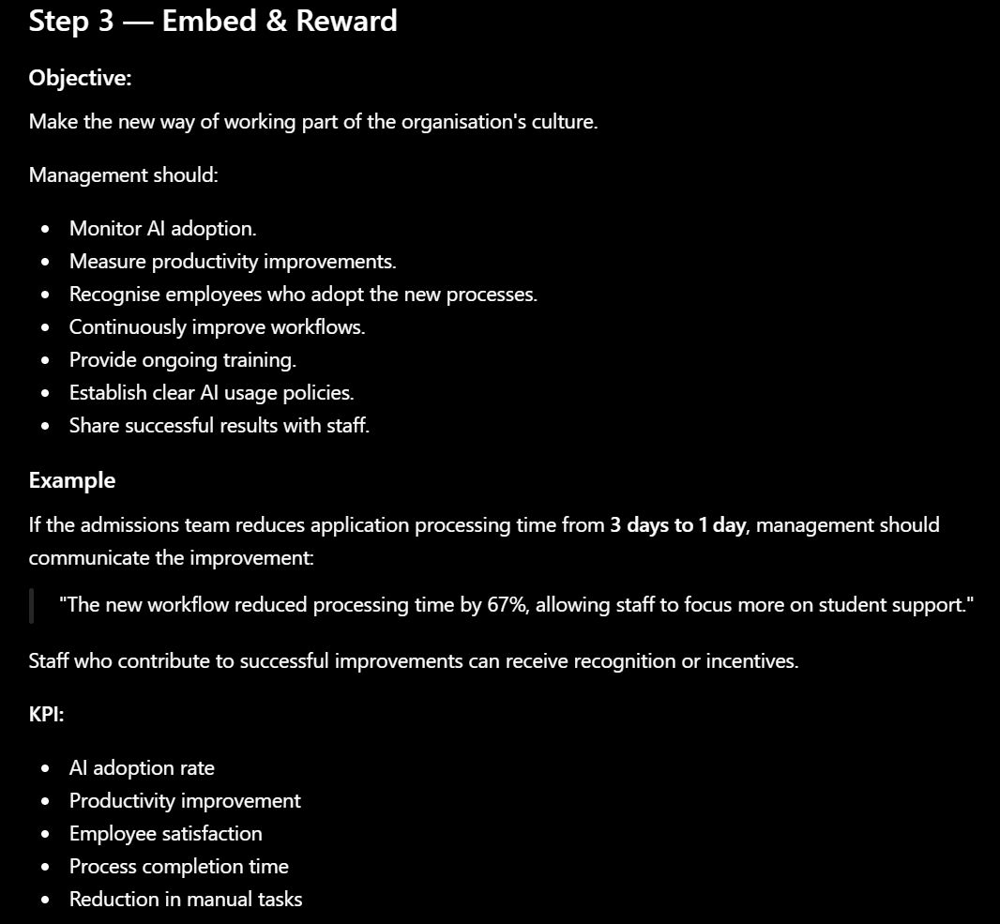 Step 3 — Embed & Reward
Objective:
Make the new way of working part of the organisation's culture.
Management should:
• Monitor AI adoption.
• Measure productivity improvements.
• Recognise employees who adopt the new processes.
• Continuously improve workflows.
• Provide ongoing training.
• Establish clear AI usage policies.
• Share successful results with staff.
Example
If the admissions team reduces application processing time from 3 days to 1 day, management should
communicate the improvement:
"The new workflow reduced processing time by 67%, allowing staff to focus more on student support."
Staff who contribute to successful improvements can receive recognition or incentives.
KPI:
• AI adoption rate
• Productivity improvement
• Employee satisfaction
• Process completion time
• Reduction in manual tasks